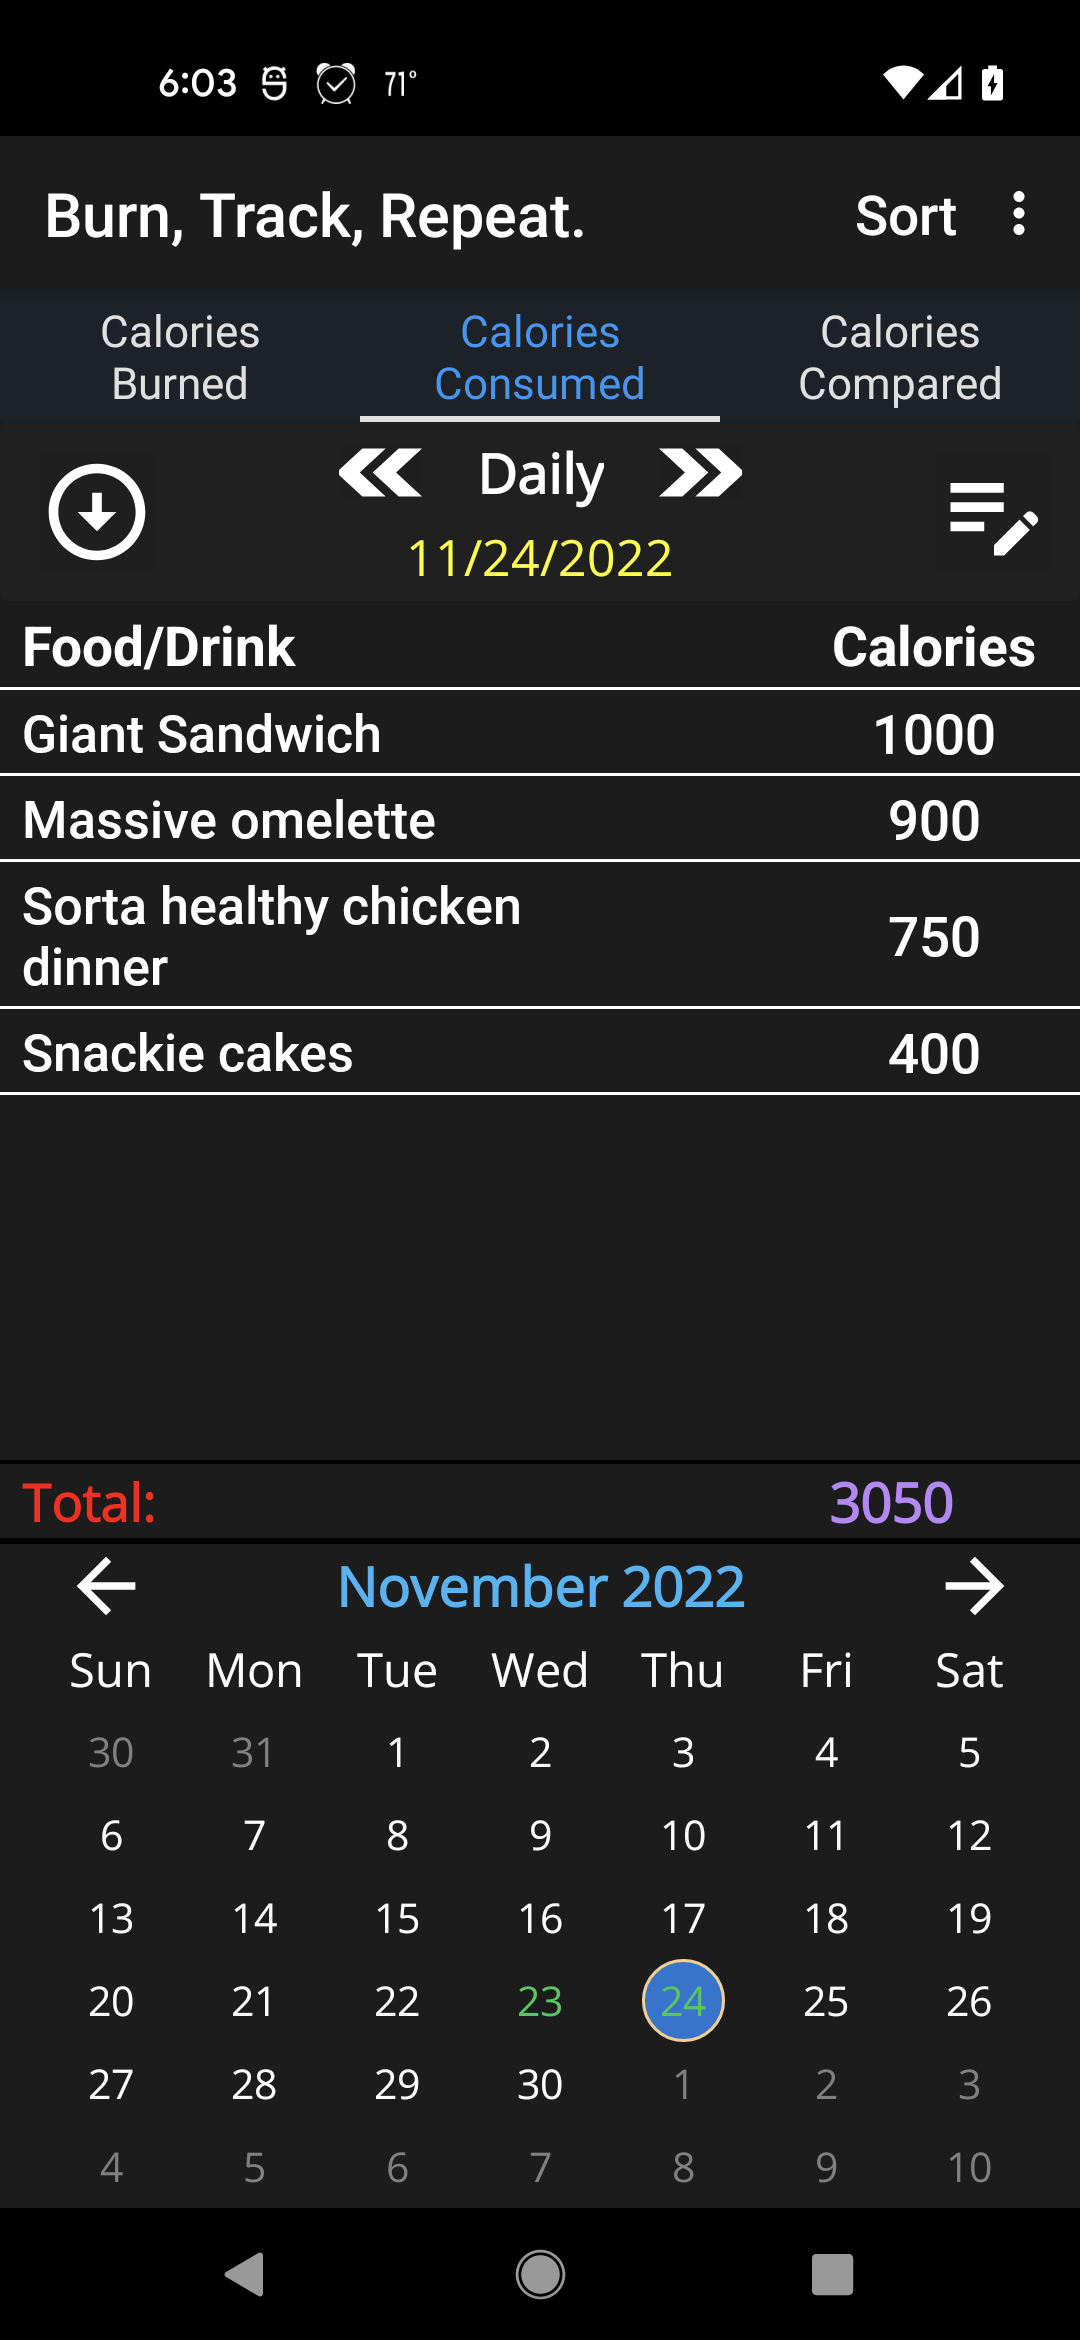 6:03 71°
Burn, Track, Repeat. Sort
Calories Burned Calories Consumed Calories Compared
Daily
11/24/2022
Food/Drink Calories
Giant Sandwich 1000
Massive omelette 900
Sorta healthy chicken
dinner 750
Snackie cakes 400
Total: 3050
November 2022
Sun Mon Tue Wed Thu Fri Sat
30 31 1 2 3 4 5
6 7 8 9 10 11 12
13 14 15 16 17 18 19
20 21 22 23 24 25 26
27 28 29 30 1 2 3
4 5 6 7 8 9 10